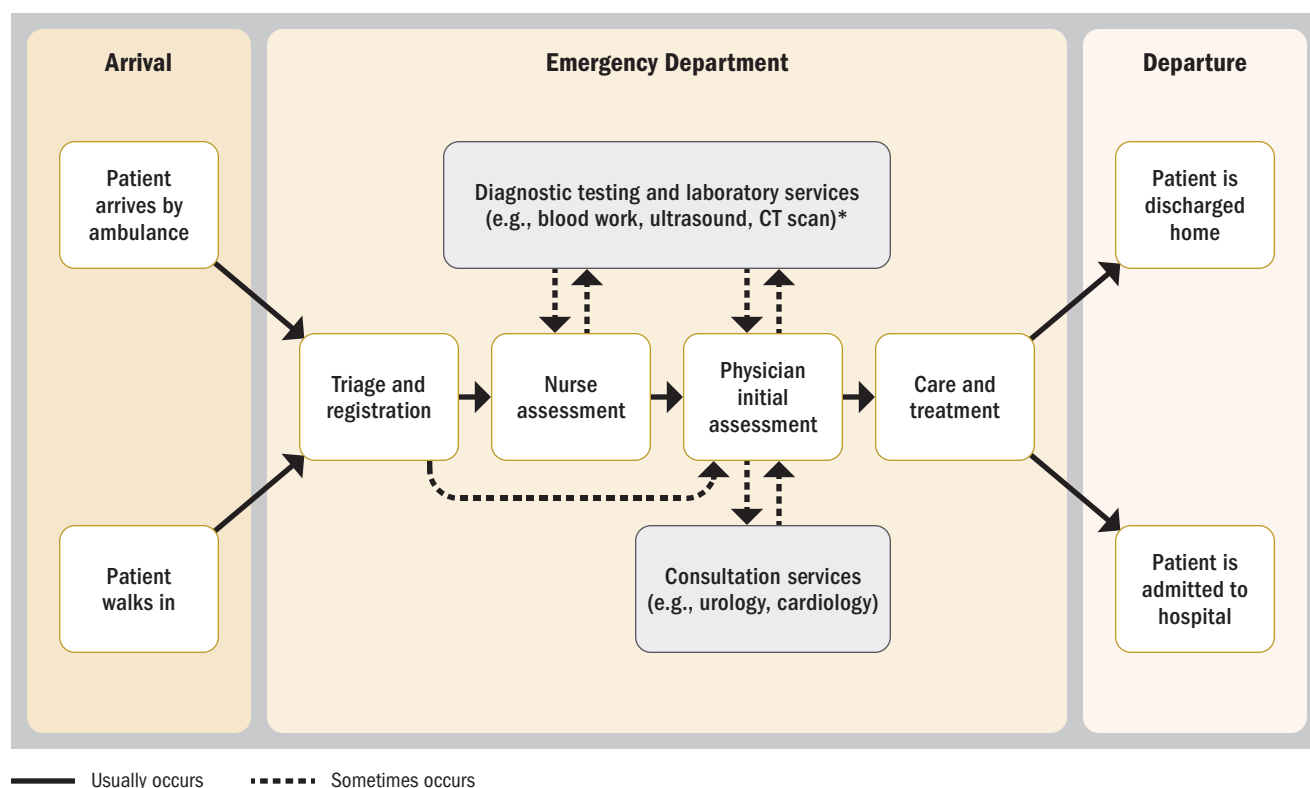 Arrival
Emergency Department
Departure
Patient
arrives by
ambulance
Diagnostic testing and laboratory services
(e.g., blood work, ultrasound, CT scan)*
Patient is
discharged
home
Triage and
registration
Nurse
assessment
Physician
initial
assessment
Care and
treatment
Patient
walks in
Consultation services
(e.g., urology, cardiology)
Patient is
admitted to
hospital
Usually occurs
Sometimes occurs